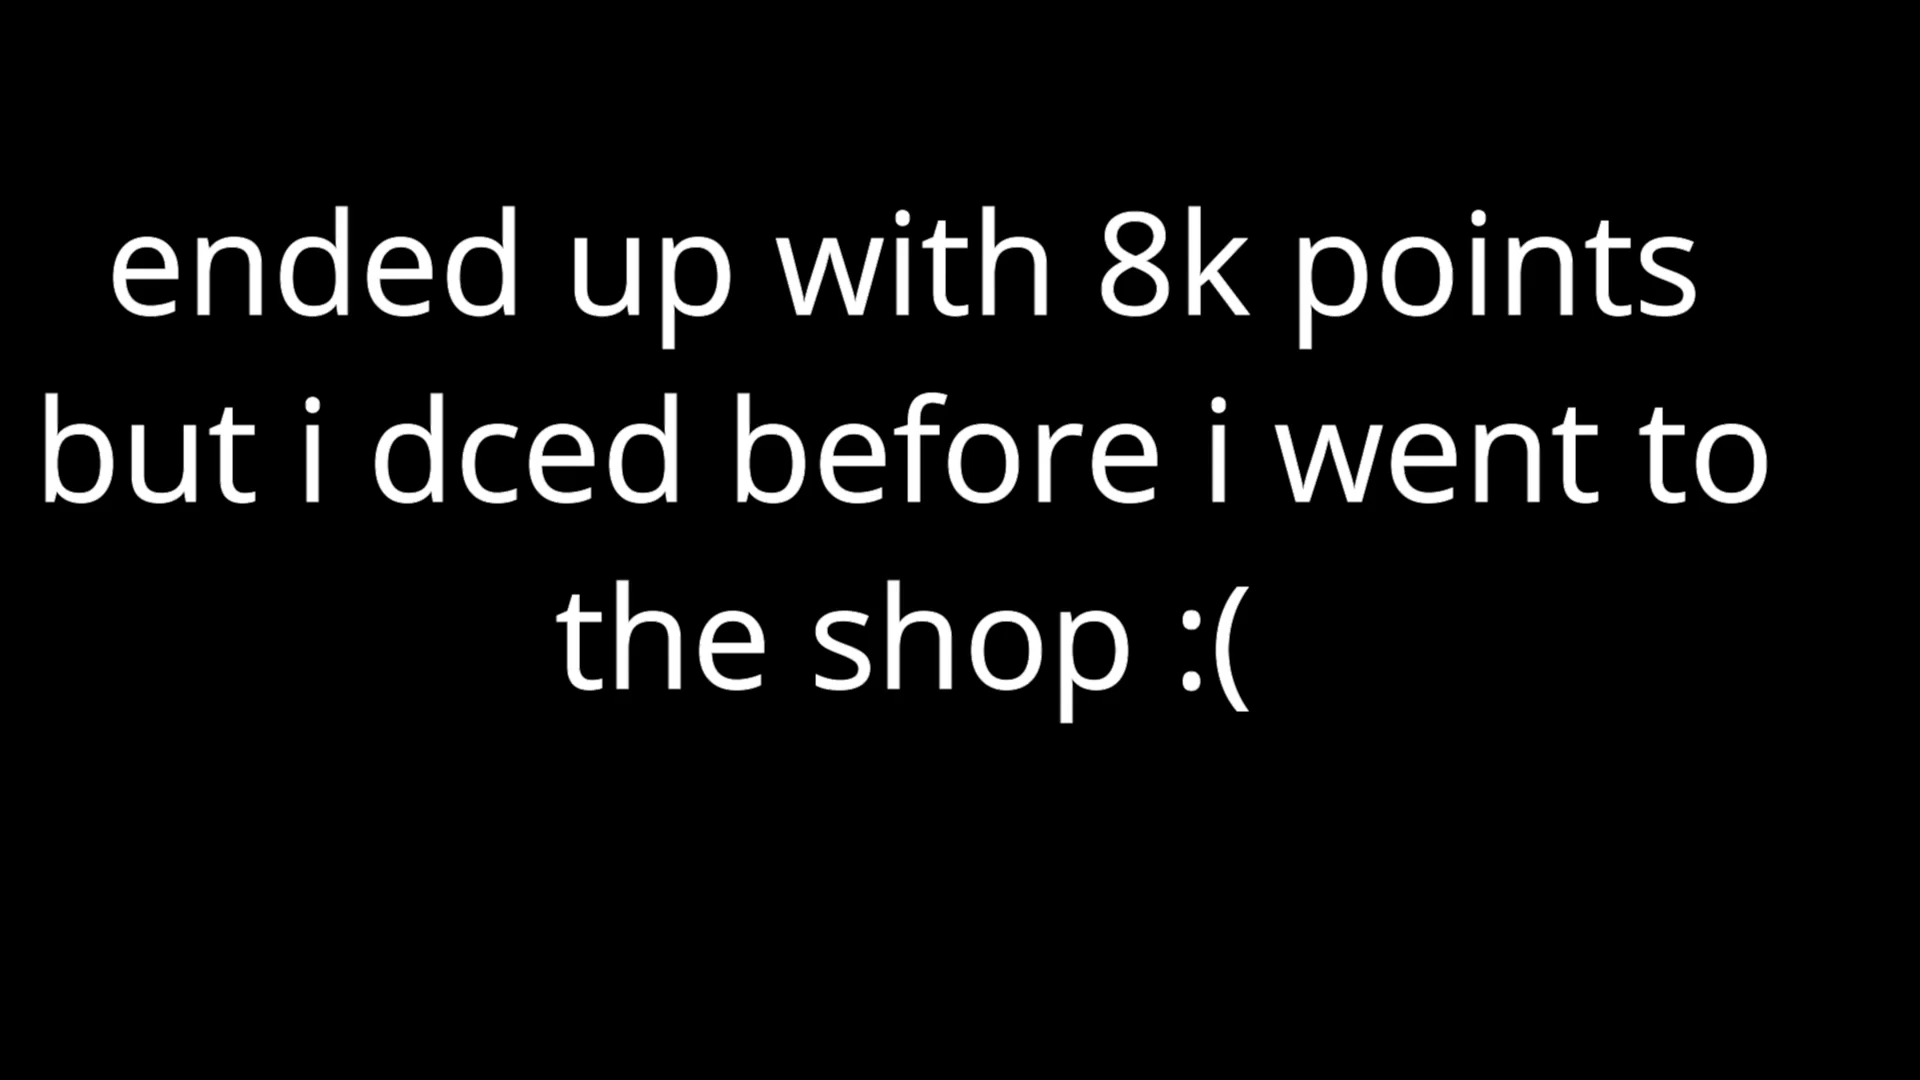 ended up with 8k points
but i dced before i went to
the shop :(